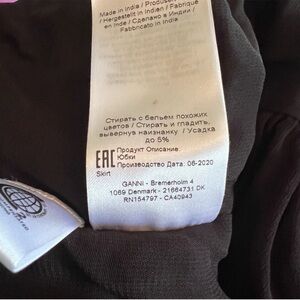 Made in India / Produ
/ Hergestellt in Indien / Fabriqué
en Inde / Сделано в Индии /
Fabbricato in India
Стирать с бельем похожих
цветов / Стирать и гладить,
вывернув наизнанку / Усадка
до 5%
EAC Продукт Описание:
Юбки
Производство Дата: 06-2020
Skirt
GANNI - Bremerholm 4
1069 Denmark - 21664731 DK
RN154797 - CA40943